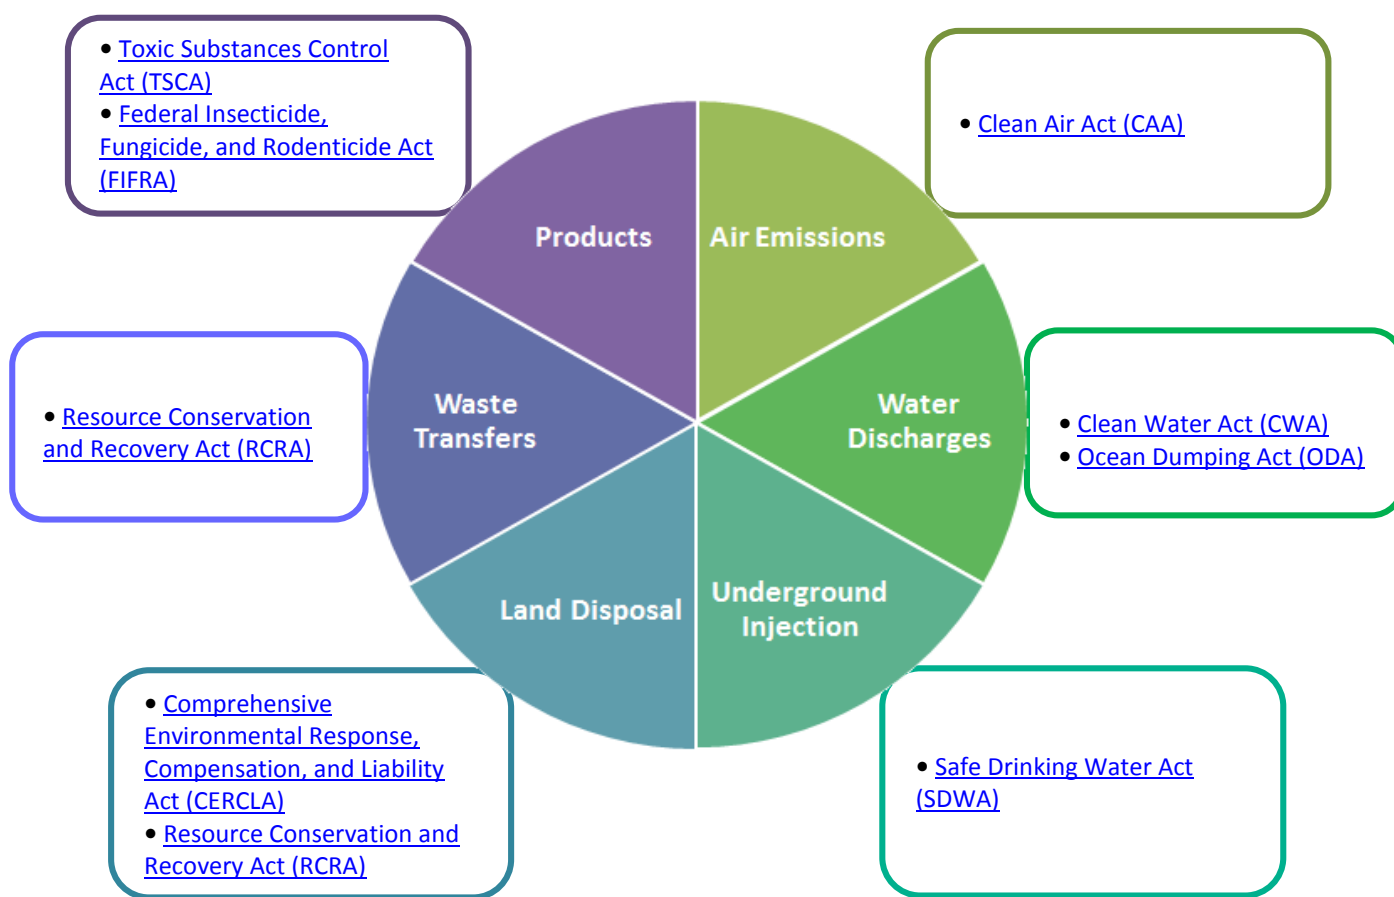 • Toxic Substances Control
Act (TSCA)
• Federal Insecticide,
Fungicide, and Rodenticide Act
(FIFRA)
• Clean Air Act (CAA)
Products
Air Emissions
• Resource Conservation
and Recovery Act (RCRA)
Waste
Transfers
Water
Discharges
• Clean Water Act (CWA)
• Ocean Dumping Act (ODA)
Land Disposal
Underground
Injection
• Comprehensive
Environmental Response,
Compensation, and Liability
Act (CERCLA)
• Resource Conservation and
Recovery Act (RCRA)
• Safe Drinking Water Act
(SDWA)